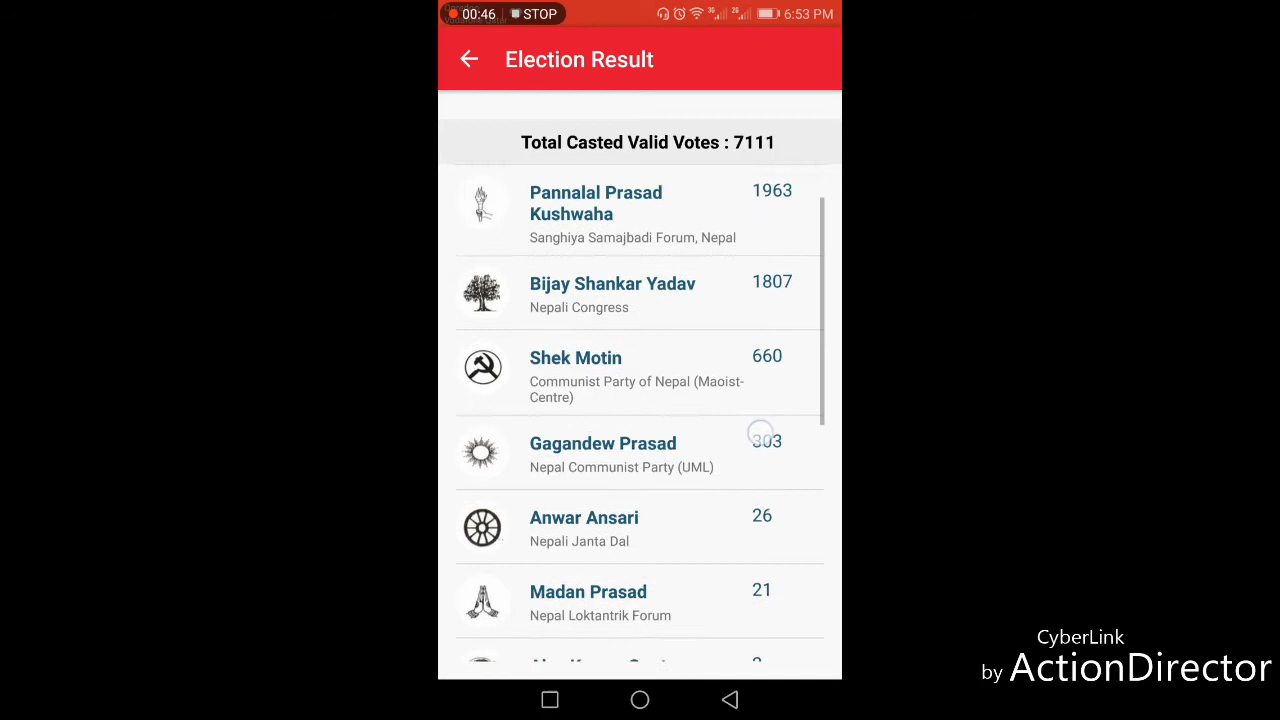 00:46 STOP 6:53 PM
Election Result
Total Casted Valid Votes : 7111
Pannalal Prasad 1963
Kushwaha
Sanghiya Samajbadi Forum, Nepal
Bijay Shankar Yadav 1807
Nepali Congress
Shek Motin 660
Communist Party of Nepal (Maoist-
Centre)
Gagandew Prasad 303
Nepal Communist Party (UML)
Anwar Ansari 26
Nepali Janta Dal
Madan Prasad 21
Nepal Loktantrik Forum
CyberLink
by ActionDirector